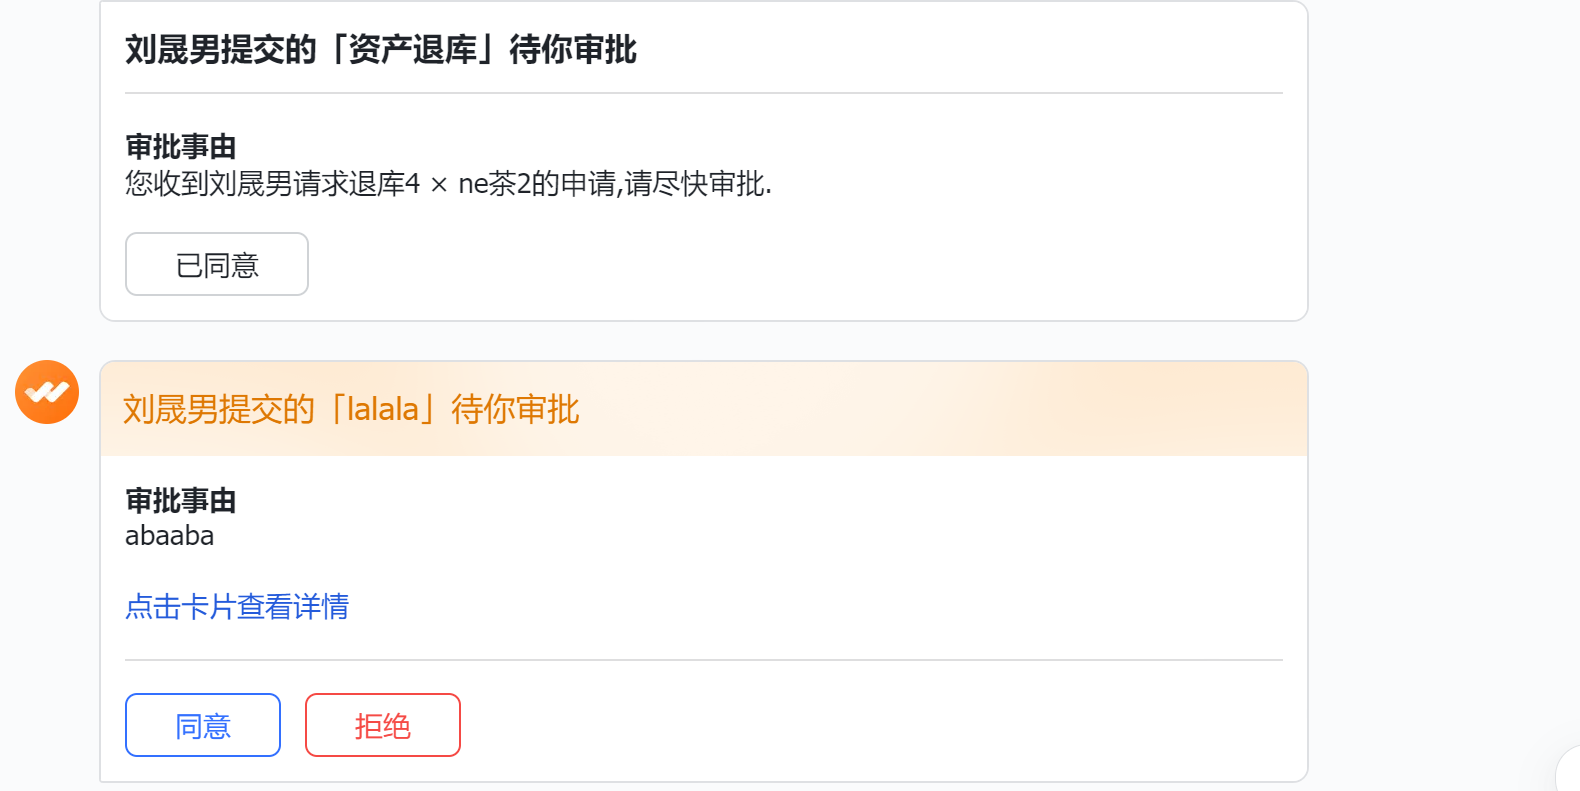 刘晟男提交的「资产退库」待你审批
审批事由
您收到刘晟男请求退库4 × ne茶2的申请,请尽快审批.
已同意
刘晟男提交的「lalala」待你审批
审批事由
abaaba
点击卡片查看详情
同意
拒绝